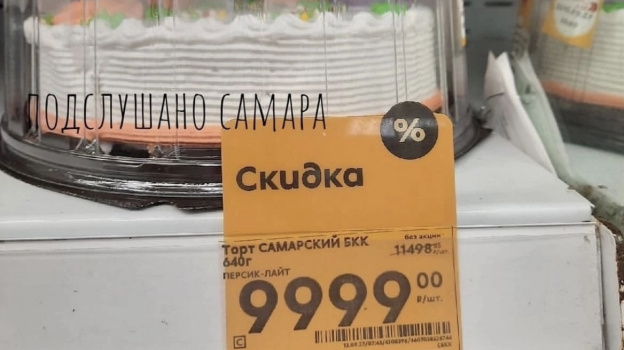 ПОДСЛУШАНО САМАРА
%
Скидка
без акции
Торт САМАРСКИЙ БКК
11498
640г
ПЕРСИК-ЛАЙТ
9999 00
₽/шт.
С